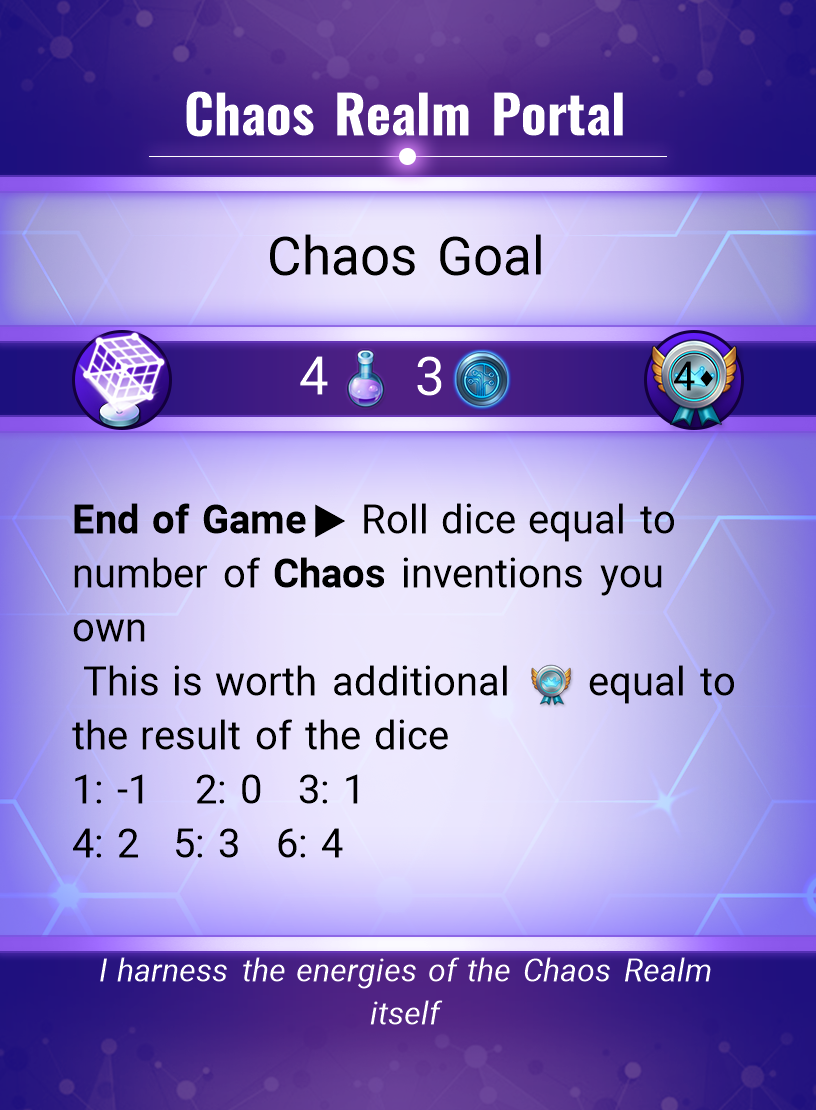 Chaos Realm Portal
Chaos Goal
4 3 4♦
End of Game▶ Roll dice equal to
number of Chaos inventions you
own
This is worth additional equal to
the result of the dice
1: -1 2: 0 3: 1
4: 2 5: 3 6: 4
I harness the energies of the Chaos Realm
itself